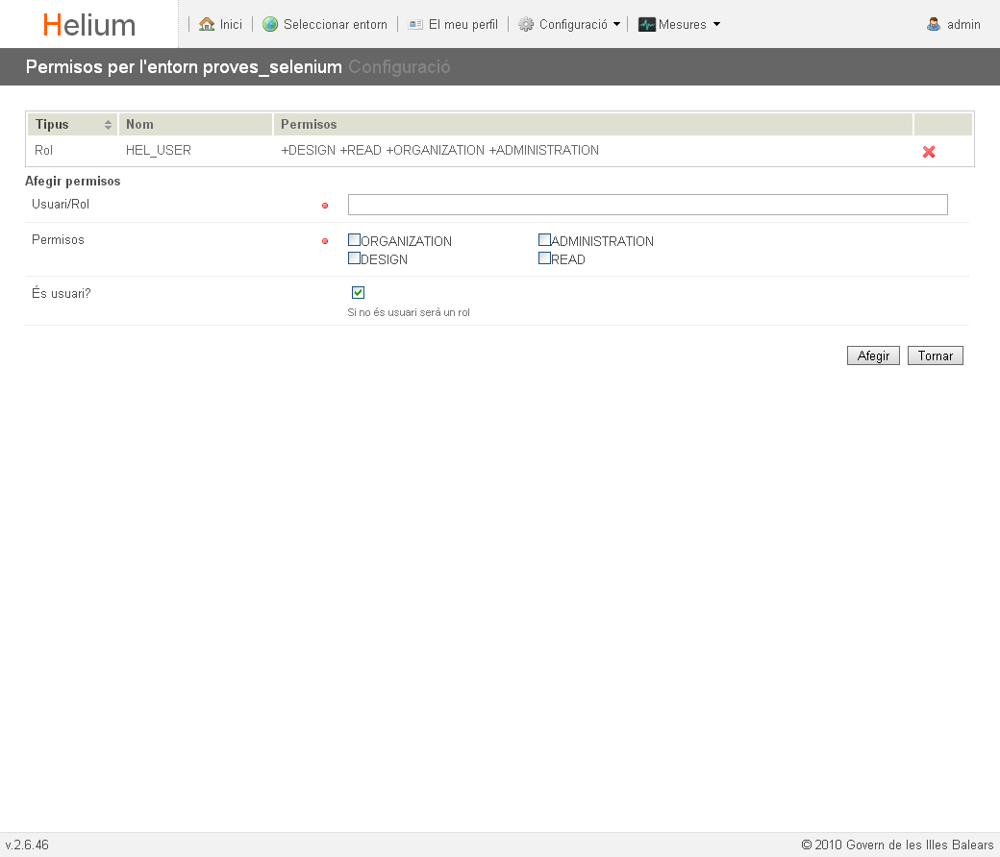 Helium Inici Seleccionar entorn El meu perfil Configuració Mesures admin
Permisos per l'entorn proves_selenium Configuració
Tipus Nom Permisos
Rol HEL_USER +DESIGN +READ +ORGANIZATION +ADMINISTRATION
Afegir permisos
Usuari/Rol
Permisos ORGANIZATION ADMINISTRATION
DESIGN READ
És usuari?
Si no és usuari serà un rol
Afegir Tornar
v.2.6.46 © 2010 Govern de les Illes Balears